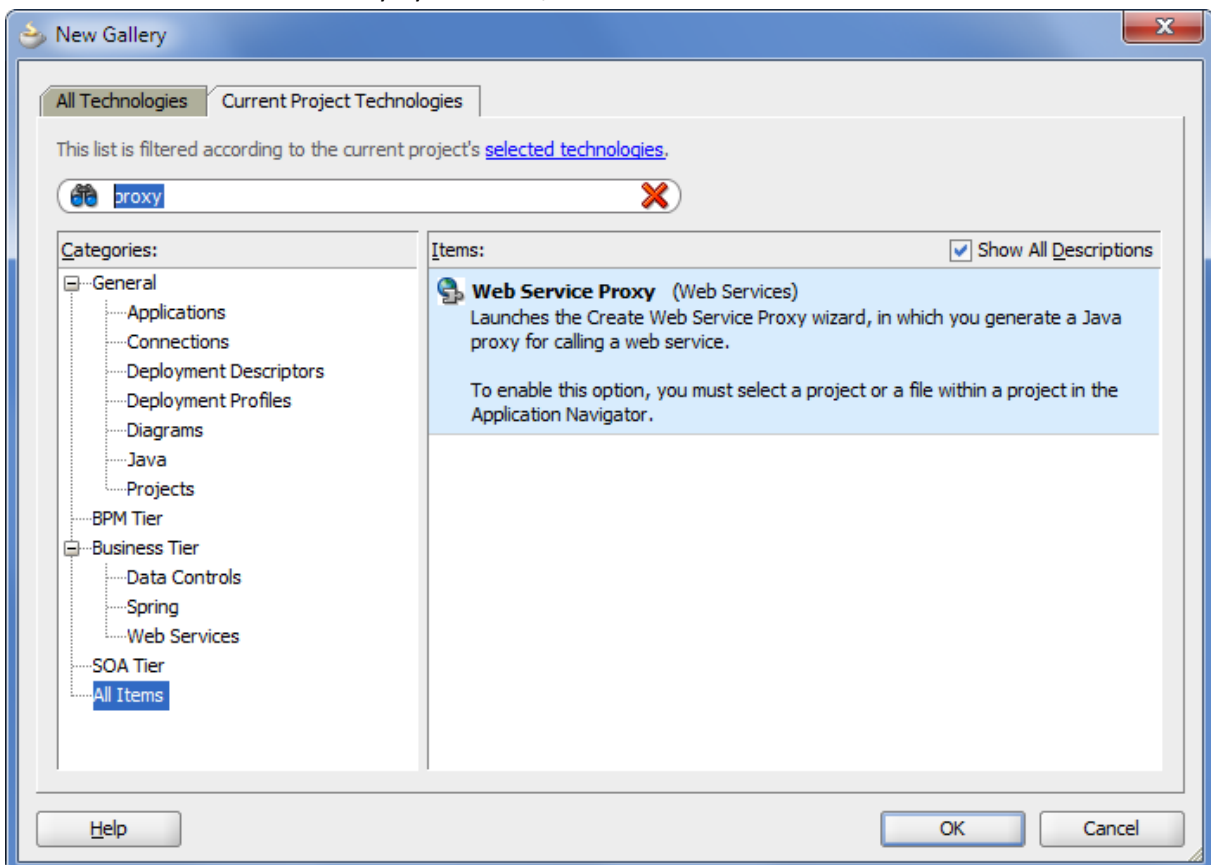 New Gallery
All Technologies
Current Project Technologies
This list is filtered according to the current project's selected technologies.
proxy
Categories:
General
Applications
Connections
Deployment Descriptors
Deployment Profiles
Diagrams
Java
Projects
BPM Tier
Business Tier
Data Controls
Spring
Web Services
SOA Tier
All Items
Items:
Show All Descriptions
Web Service Proxy (Web Services)
Launches the Create Web Service Proxy wizard, in which you generate a Java
proxy for calling a web service.
To enable this option, you must select a project or a file within a project in the
Application Navigator.
Help
OK
Cancel